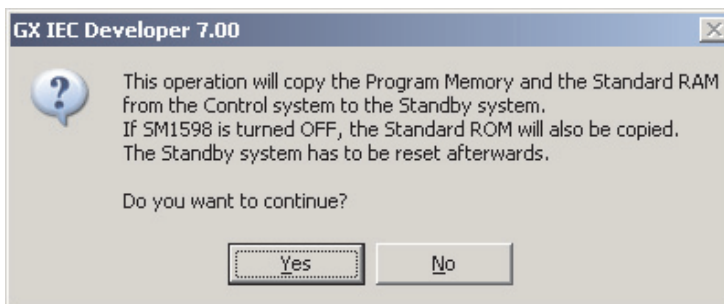 GX IEC Developer 7.00
This operation will copy the Program Memory and the Standard RAM
from the Control system to the Standby system.
If SM1598 is turned OFF, the Standard ROM will also be copied.
The Standby system has to be reset afterwards.
Do you want to continue?
Yes No